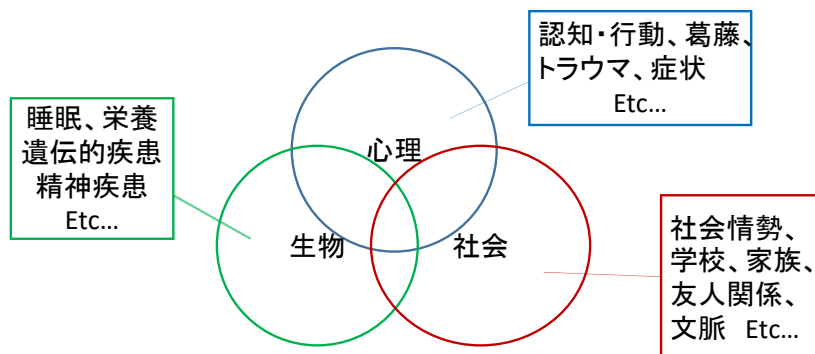 認知・行動、葛藤、
トラウマ、症状
Etc…
睡眠、栄養
遺伝的疾患
精神疾患
Etc…
心理
生物
社会
社会情勢、
学校、家族、
友人関係、
文脈 Etc…